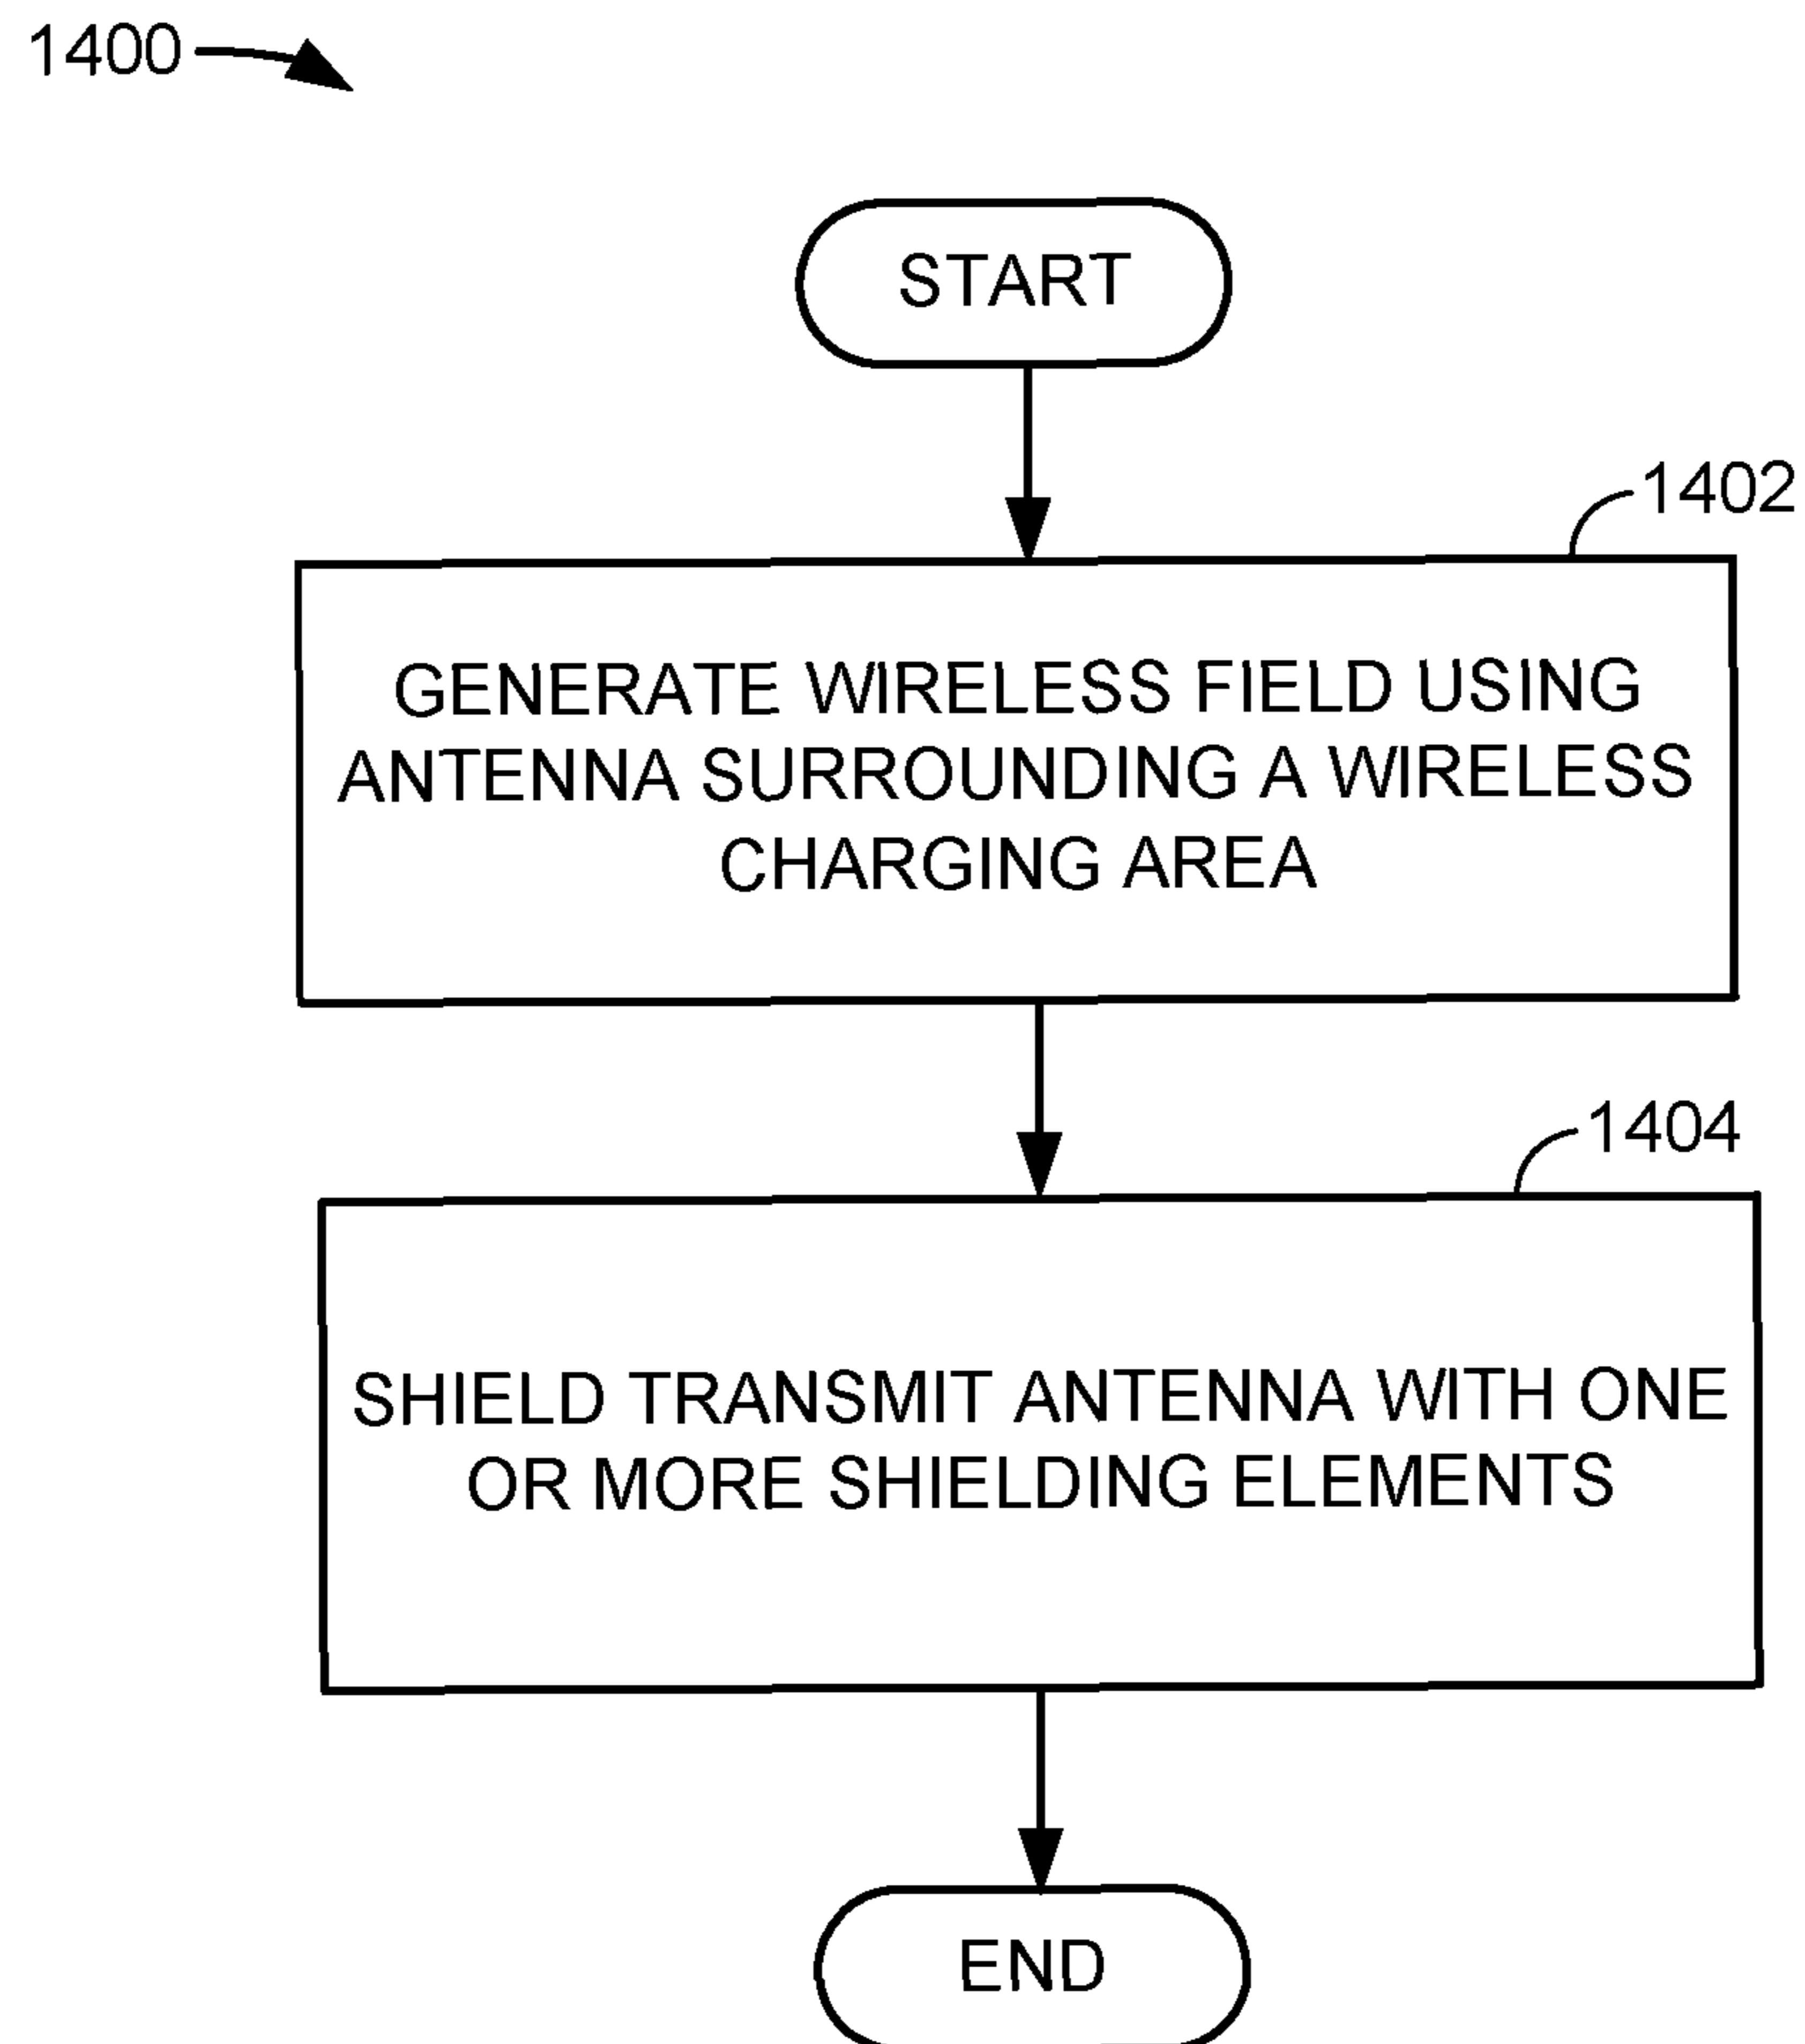 1400
START
1402
GENERATE WIRELESS FIELD USING
ANTENNA SURROUNDING A WIRELESS
CHARGING AREA
1404
SHIELD TRANSMIT ANTENNA WITH ONE
OR MORE SHIELDING ELEMENTS
END